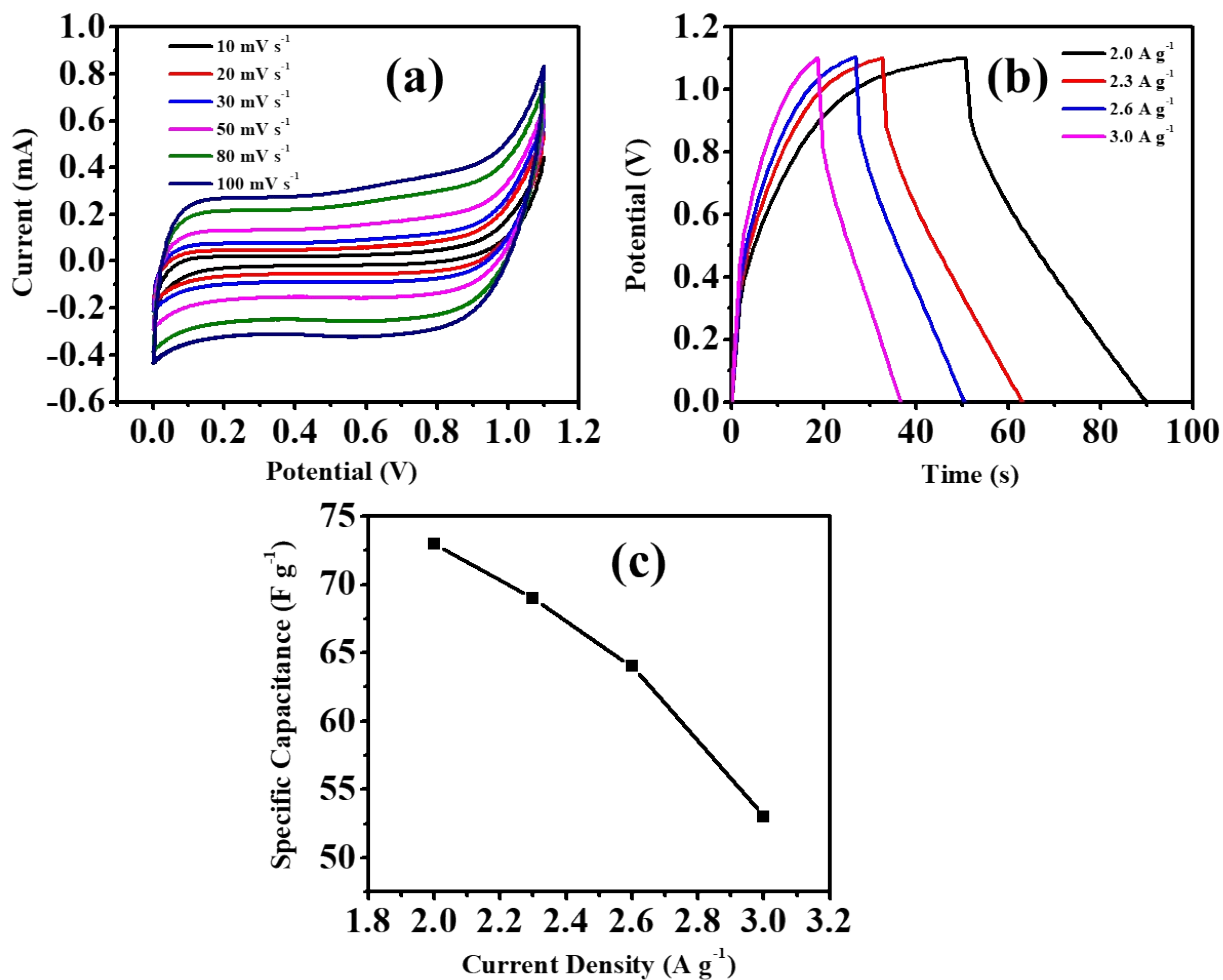 (a)
10 mV s⁻¹
20 mV s⁻¹
30 mV s⁻¹
50 mV s⁻¹
80 mV s⁻¹
100 mV s⁻¹
Current (mA)
1.0
0.8
0.6
0.4
0.2
0.0
-0.2
-0.4
-0.6
0.0 0.2 0.4 0.6 0.8 1.0 1.2
Potential (V)
(b)
2.0 A g⁻¹
2.3 A g⁻¹
2.6 A g⁻¹
3.0 A g⁻¹
Potential (V)
1.2
1.0
0.8
0.6
0.4
0.2
0.0
0 20 40 60 80 100
Time (s)
(c)
Specific Capacitance (F g⁻¹)
75
70
65
60
55
50
1.8 2.0 2.2 2.4 2.6 2.8 3.0 3.2
Current Density (A g⁻¹)